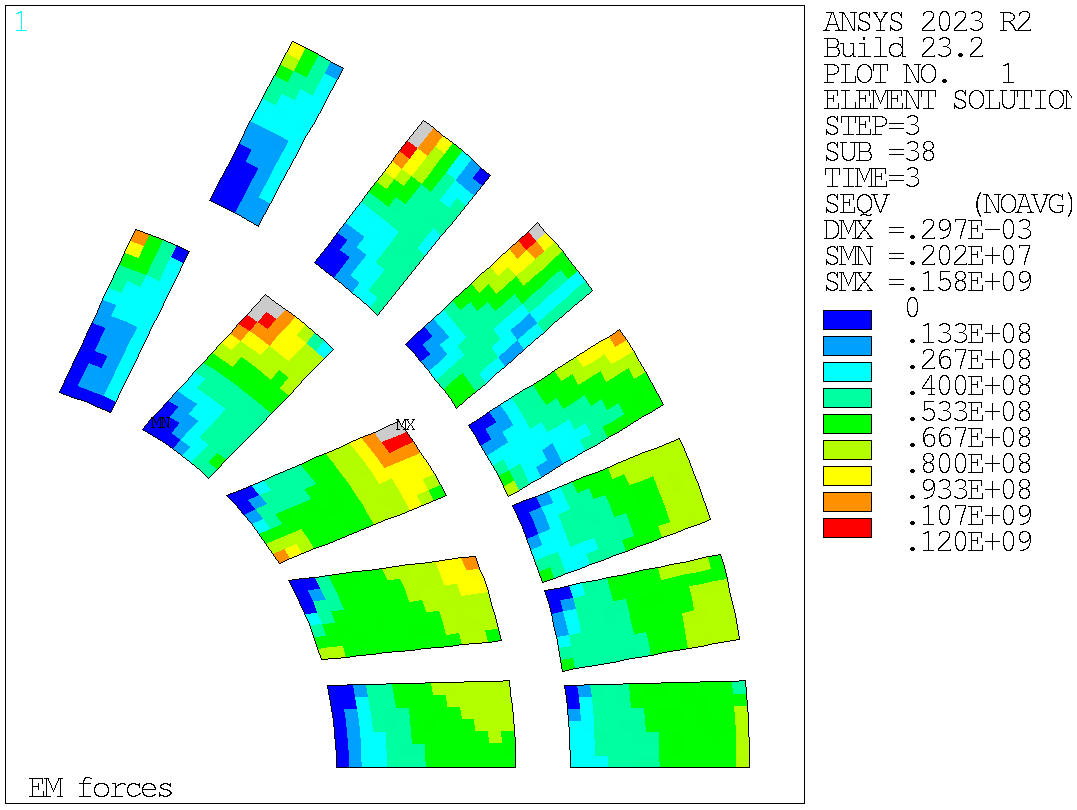 1
ANSYS 2023 R2
Build 23.2
PLOT NO.   1
ELEMENT SOLUTION
STEP=3
SUB =38
TIME=3
SEQV     (NOAVG)
DMX =.297E-03
SMN =.202E+07
SMX =.158E+09
0
.133E+08
.267E+08
.400E+08
.533E+08
.667E+08
.800E+08
.933E+08
.107E+09
.120E+09
MN
MX
EM forces